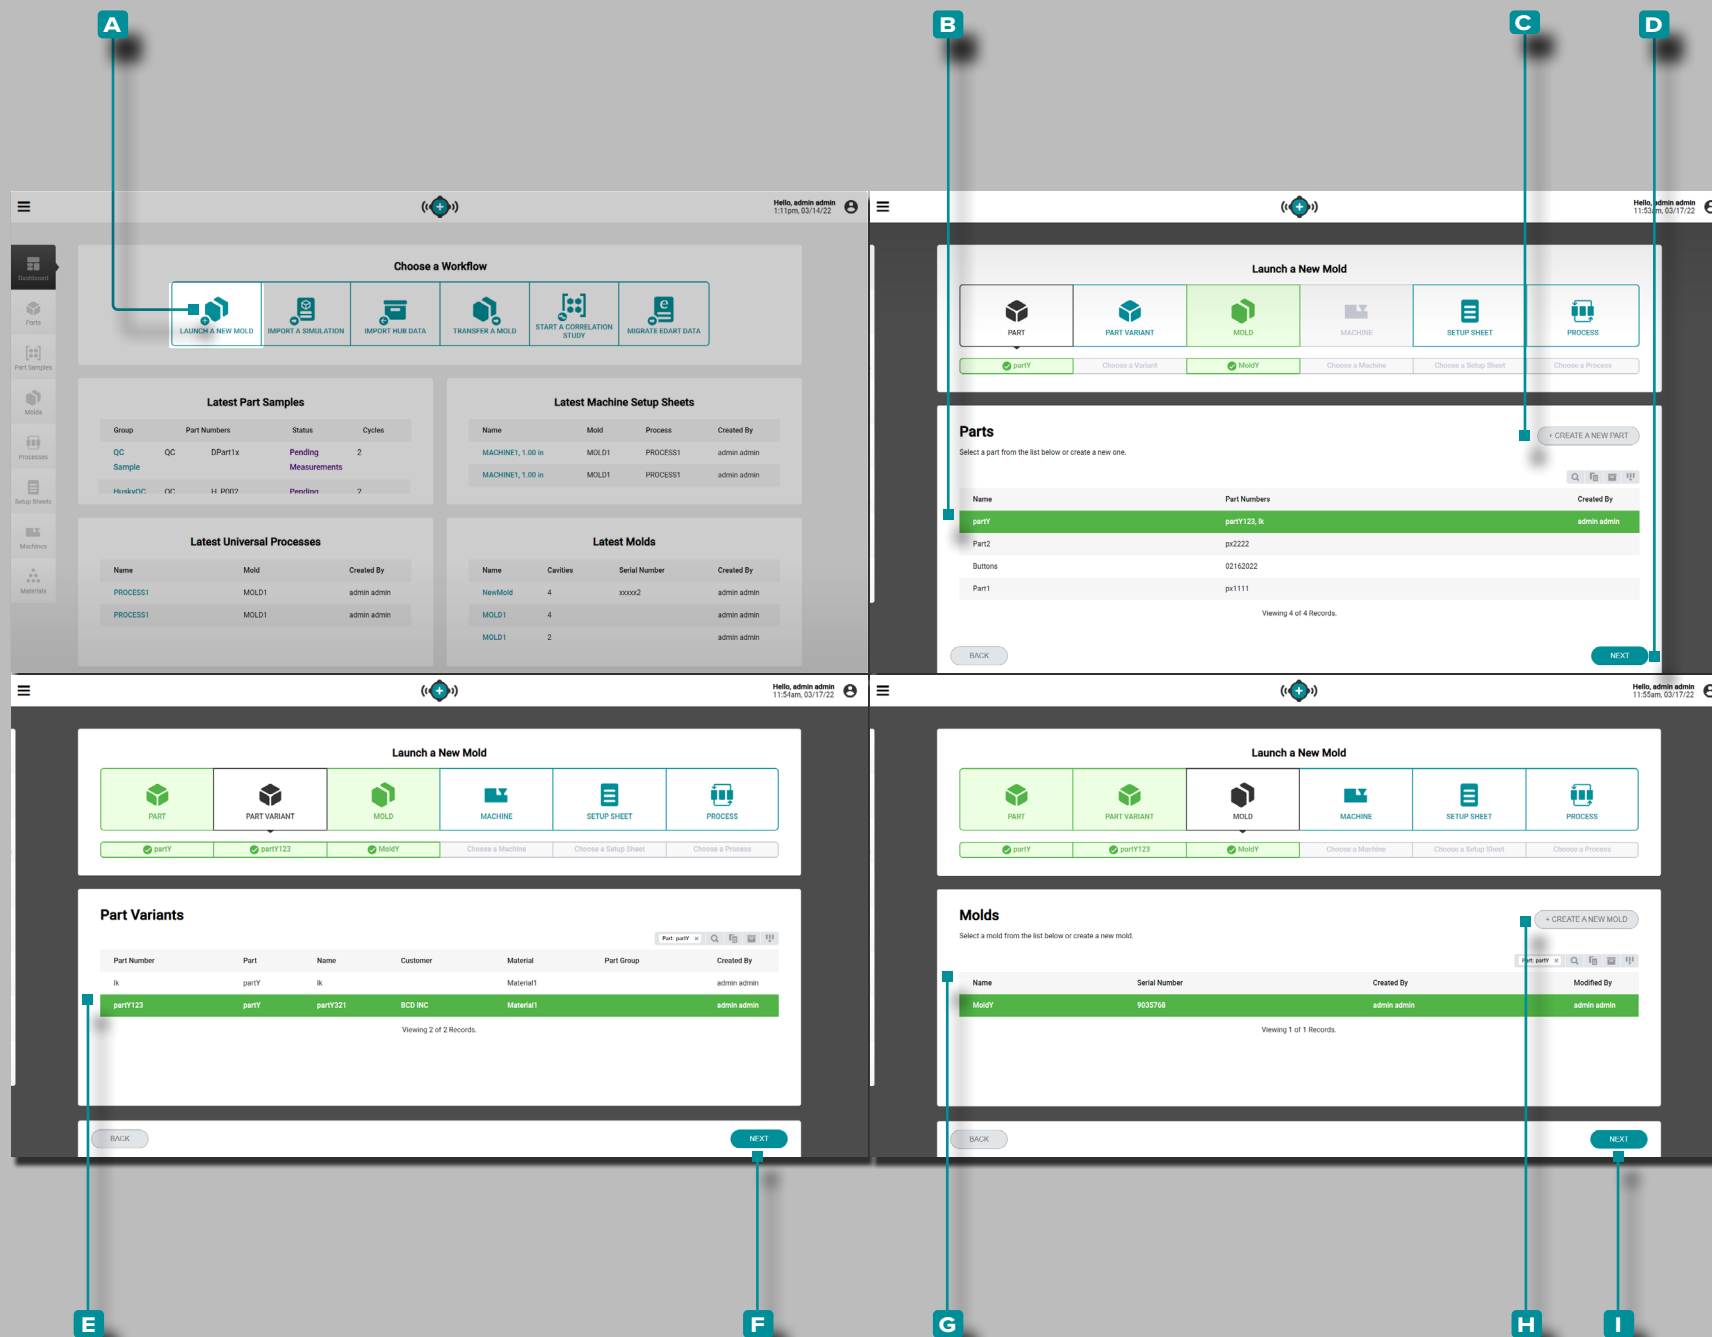 A
B
C
D
Hello, admin admin
1:11pm, 03/14/22
Dashboard
Parts
Part Samples
Molds
Processes
Setup Sheets
Machines
Materials
Choose a Workflow
LAUNCH A NEW MOLD
IMPORT A SIMULATION
IMPORT HUB DATA
TRANSFER A MOLD
START A CORRELATION
STUDY
MIGRATE EDART DATA
Latest Part Samples
Group Part Numbers Status Cycles
QC QC DPart1x Pending 2
Sample Measurements
HuskyQC QC H_P002 Pending 2
Latest Machine Setup Sheets
Name Mold Process Created By
MACHINE1, 1.00 in MOLD1 PROCESS1 admin admin
MACHINE1, 1.00 in MOLD1 PROCESS1 admin admin
Latest Universal Processes
Name Mold Created By
PROCESS1 MOLD1 admin admin
PROCESS1 MOLD1 admin admin
Latest Molds
Name Cavities Serial Number Created By
NewMold 4 xxxxx2 admin admin
MOLD1 4 admin admin
MOLD1 2 admin admin
Hello, admin admin
11:53am, 03/17/22
Launch a New Mold
PART PART VARIANT MOLD MACHINE SETUP SHEET PROCESS
partY Choose a Variant MoldY Choose a Machine Choose a Setup Sheet Choose a Process
Parts
+ CREATE A NEW PART
Select a part from the list below or create a new one.
Name Part Numbers Created By
partY partY123, lk admin admin
Part2 px2222
Buttons 02162022
Part1 px1111
Viewing 4 of 4 Records.
BACK NEXT
Hello, admin admin
11:54am, 03/17/22
Launch a New Mold
PART PART VARIANT MOLD MACHINE SETUP SHEET PROCESS
partY partY123 MoldY Choose a Machine Choose a Setup Sheet Choose a Process
Part Variants
Part: partY ×
Part Number Part Name Customer Material Part Group Created By
lk partY lk Material1 admin admin
partY123 partY partY321 BCD INC Material1 admin admin
Viewing 2 of 2 Records.
BACK NEXT
Hello, admin admin
11:55am, 03/17/22
Launch a New Mold
PART PART VARIANT MOLD MACHINE SETUP SHEET PROCESS
partY partY123 MoldY Choose a Machine Choose a Setup Sheet Choose a Process
Molds
+ CREATE A NEW MOLD
Select a mold from the list below or create a new mold.
Part: partY ×
Name Serial Number Created By Modified By
MoldY 9035768 admin admin admin admin
Viewing 1 of 1 Records.
BACK NEXT
E
F
G
H
I